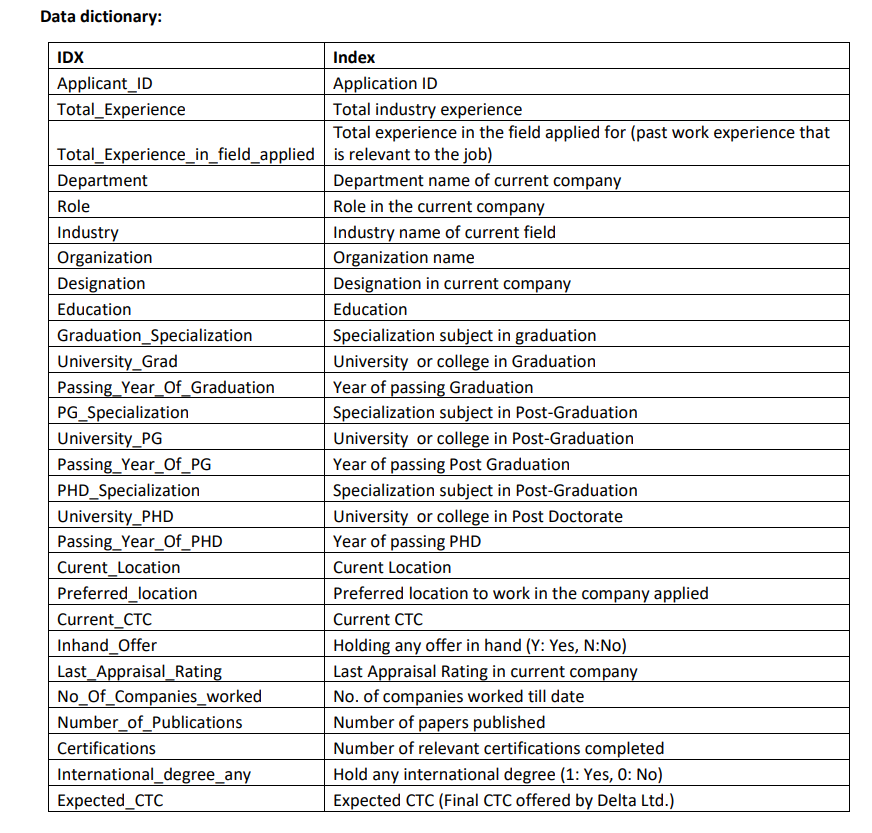 Data dictionary:
IDX Index
Applicant_ID Application ID
Total_Experience Total industry experience
Total_Experience_in_field_applied Total experience in the field applied for (past work experience that
is relevant to the job)
Department Department name of current company
Role Role in the current company
Industry Industry name of current field
Organization Organization name
Designation Designation in current company
Education Education
Graduation_Specialization Specialization subject in graduation
University_Grad University or college in Graduation
Passing_Year_Of_Graduation Year of passing Graduation
PG_Specialization Specialization subject in Post-Graduation
University_PG University or college in Post-Graduation
Passing_Year_Of_PG Year of passing Post Graduation
PHD_Specialization Specialization subject in Post-Graduation
University_PHD University or college in Post Doctorate
Passing_Year_Of_PHD Year of passing PHD
Curent_Location Curent Location
Preferred_location Preferred location to work in the company applied
Current_CTC Current CTC
Inhand_Offer Holding any offer in hand (Y: Yes, N:No)
Last_Appraisal_Rating Last Appraisal Rating in current company
No_Of_Companies_worked No. of companies worked till date
Number_of_Publications Number of papers published
Certifications Number of relevant certifications completed
International_degree_any Hold any international degree (1: Yes, 0: No)
Expected_CTC Expected CTC (Final CTC offered by Delta Ltd.)